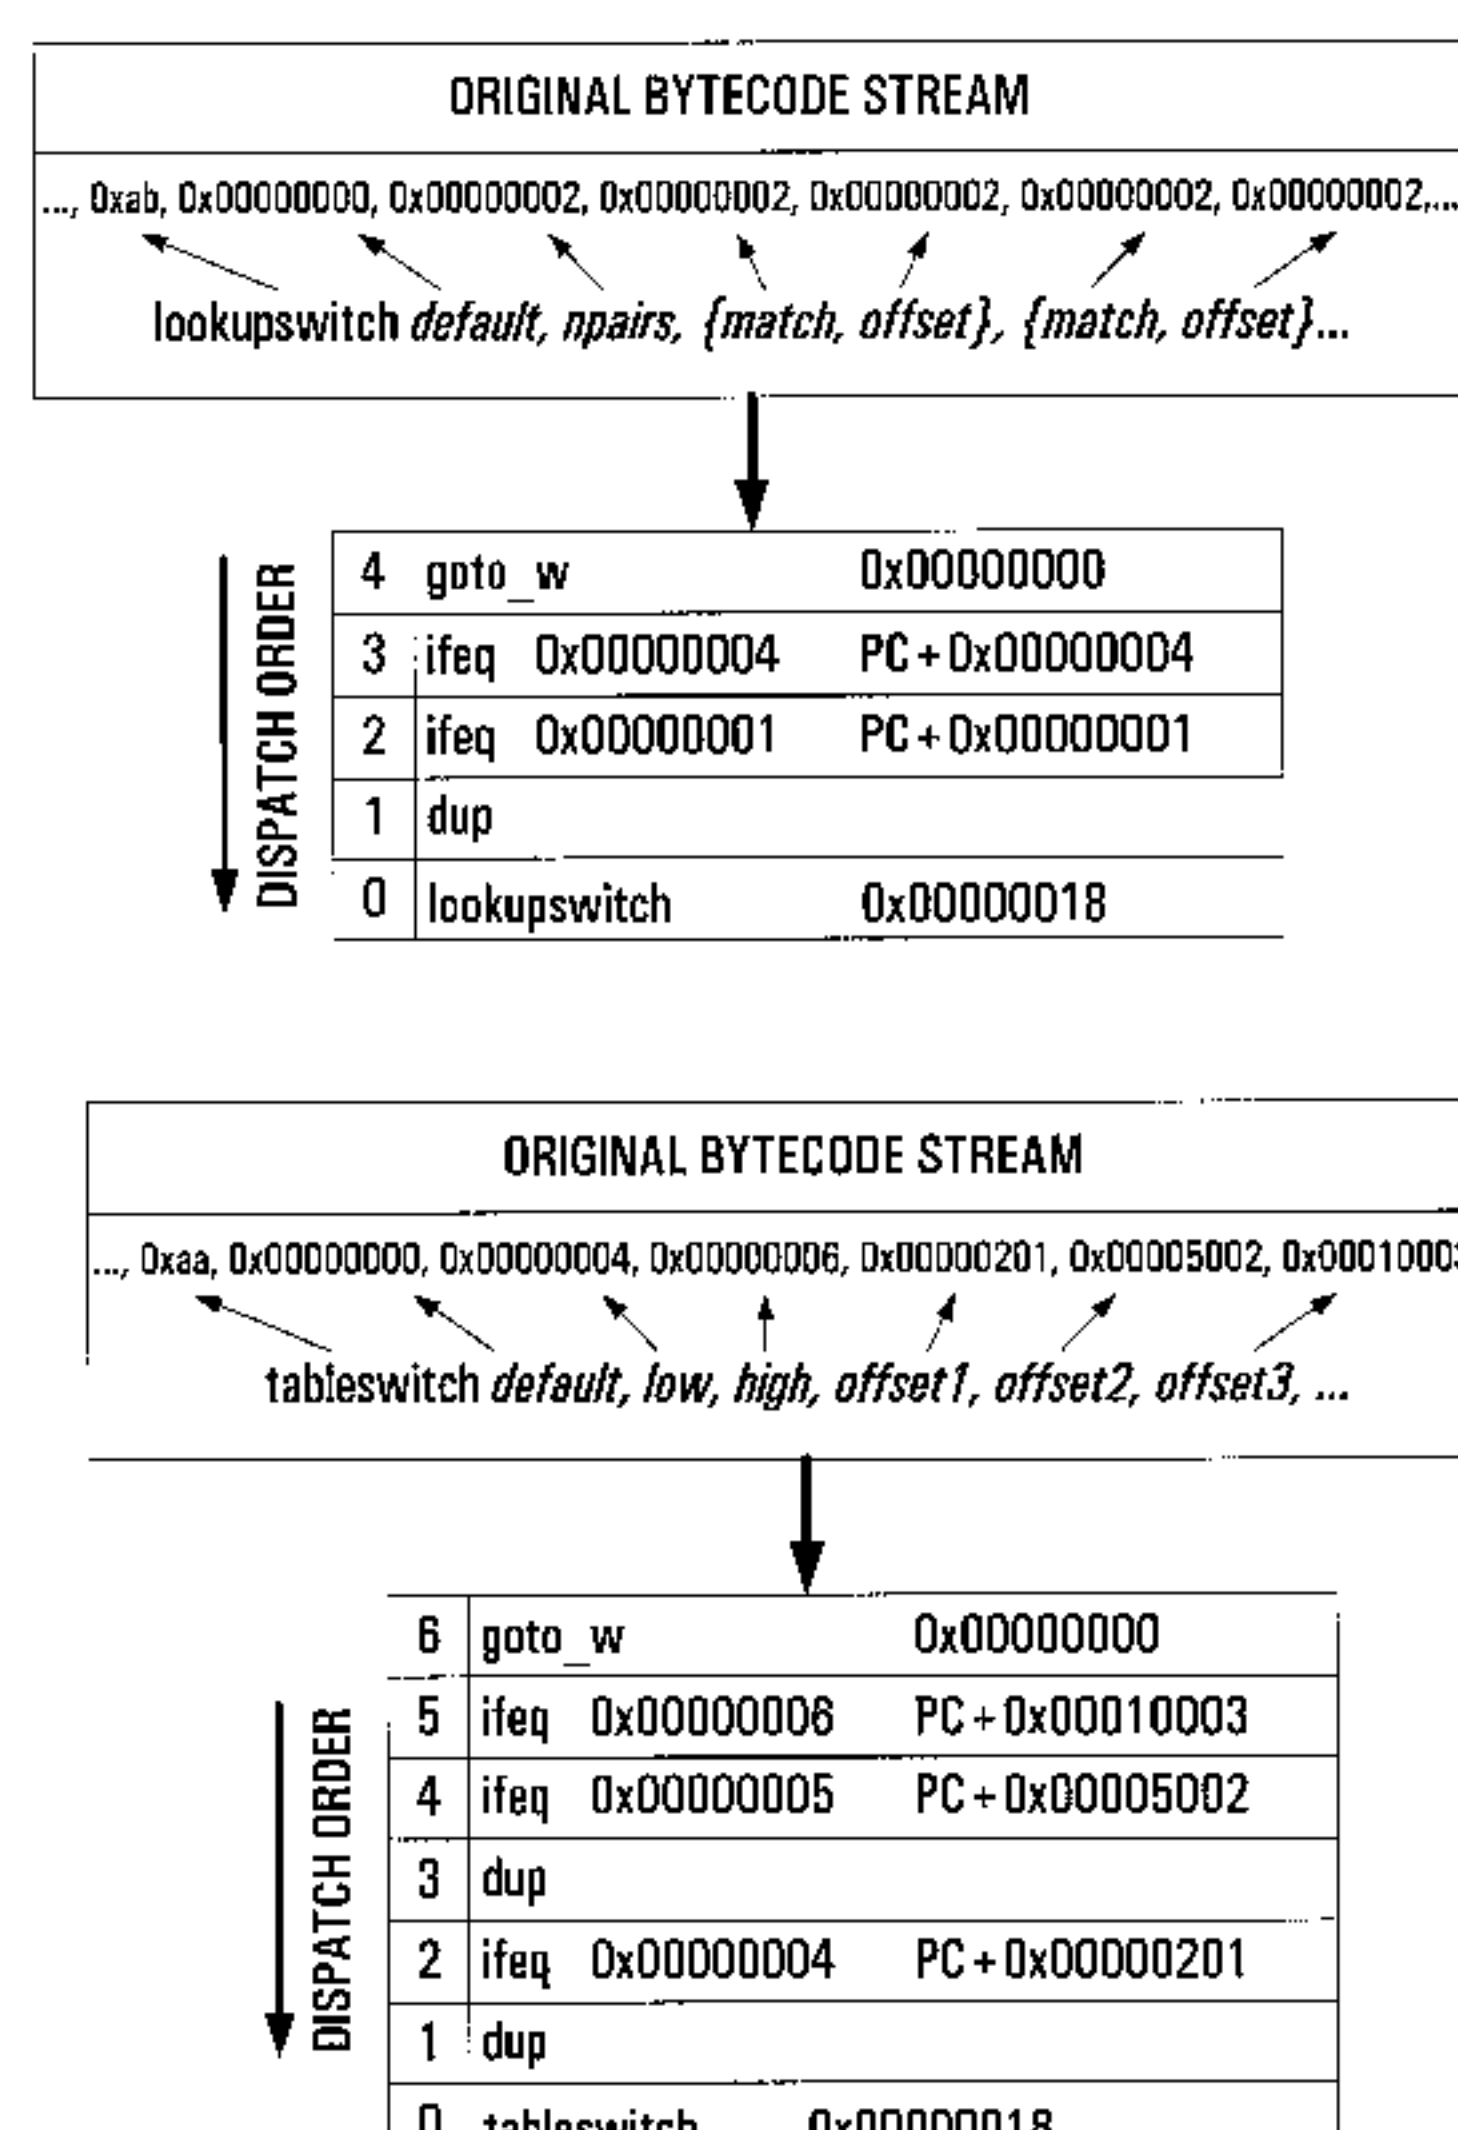 ORIGINAL BYTECODE STREAM
..., 0xab, 0x00000000, 0x00000002, 0x00000002, 0x00000002, 0x00000002, 0x00000002,...
lookupswitch default, npairs, {match, offset}, {match, offset}...
DISPATCH ORDER
4 goto_w 0x00000000
3 ifeq 0x00000004 PC+0x00000004
2 ifeq 0x00000001 PC+0x00000001
1 dup
0 lookupswitch 0x00000018
ORIGINAL BYTECODE STREAM
..., 0xaa, 0x00000000, 0x00000004, 0x00000006, 0x00000201, 0x00005002, 0x00010003
tableswitch default, low, high, offset1, offset2, offset3, ...
DISPATCH ORDER
6 goto_w 0x00000000
5 ifeq 0x00000006 PC+0x00010003
4 ifeq 0x00000005 PC+0x00005002
3 dup
2 ifeq 0x00000004 PC+0x00000201
1 dup
0 tableswitch 0x00000018